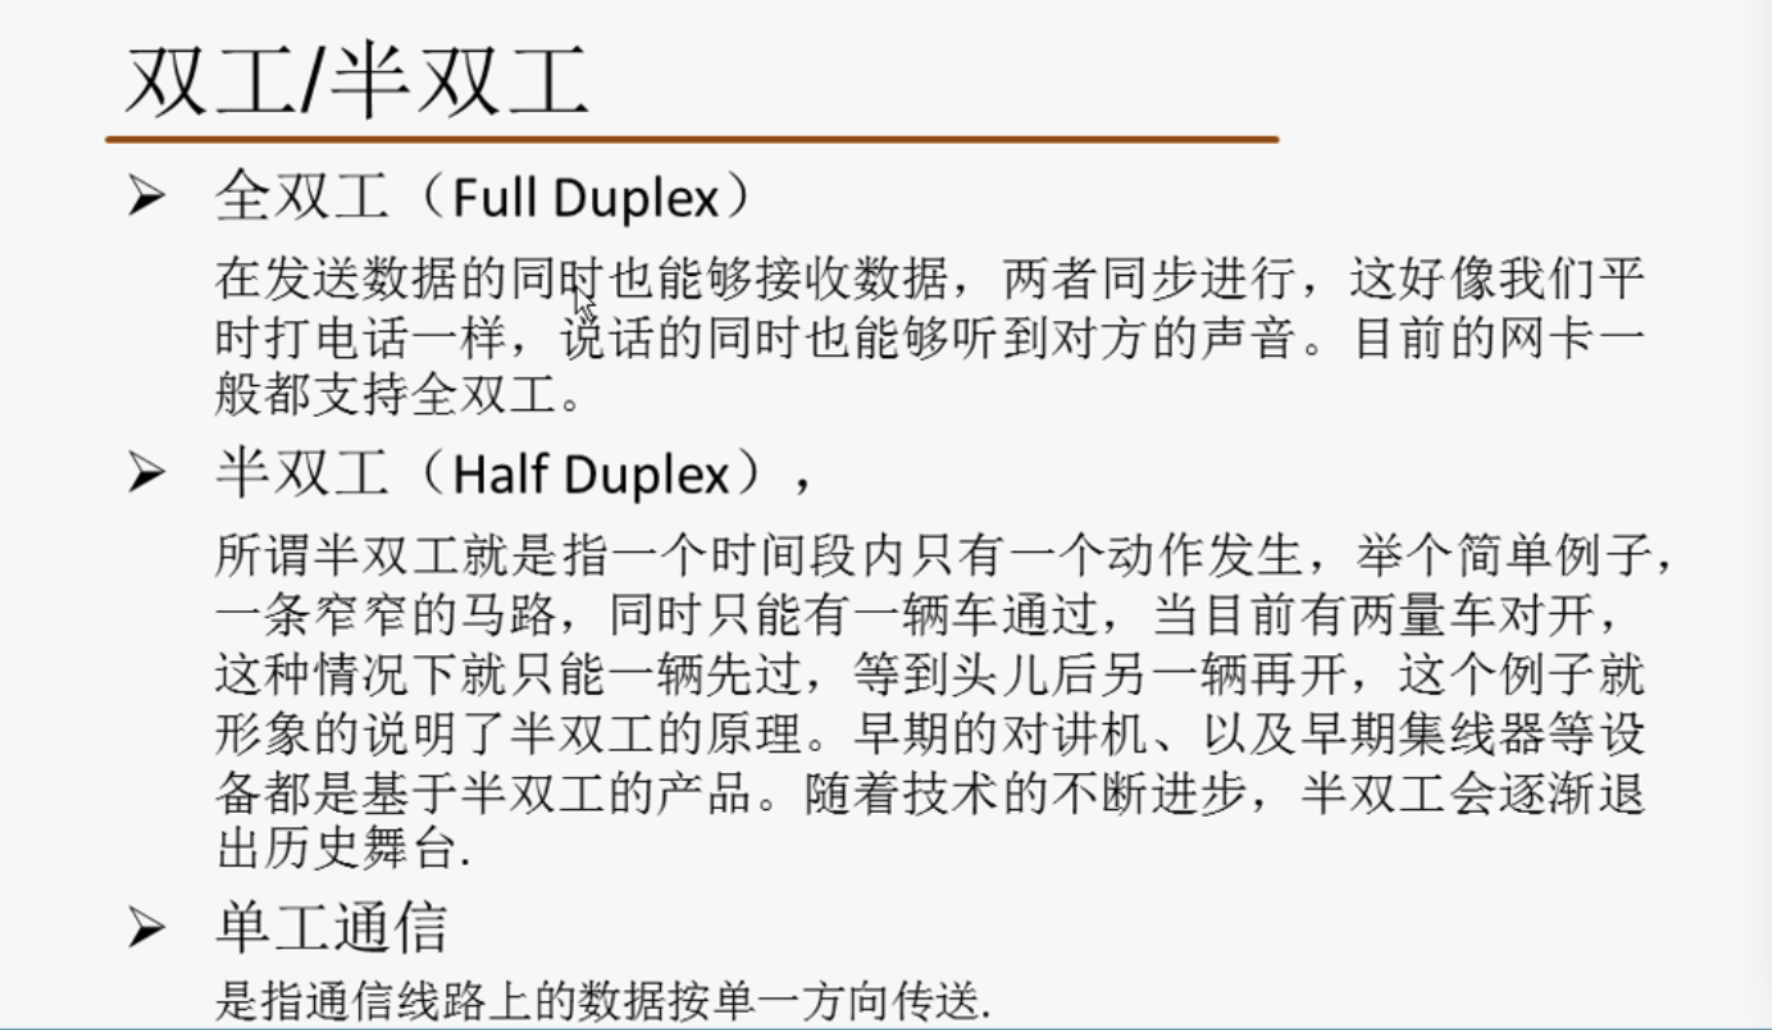 双工/半双工
➢ 全双工（Full Duplex）
在发送数据的同时也能够接收数据，两者同步进行，这好像我们平
时打电话一样，说话的同时也能够听到对方的声音。目前的网卡一
般都支持全双工。
➢ 半双工（Half Duplex），
所谓半双工就是指一个时间段内只有一个动作发生，举个简单例子，
一条窄窄的马路，同时只能有一辆车通过，当目前有两量车对开，
这种情况下就只能一辆先过，等到头儿后另一辆再开，这个例子就
形象的说明了半双工的原理。早期的对讲机、以及早期集线器等设
备都是基于半双工的产品。随着技术的不断进步，半双工会逐渐退
出历史舞台.
➢ 单工通信
是指通信线路上的数据按单一方向传送.